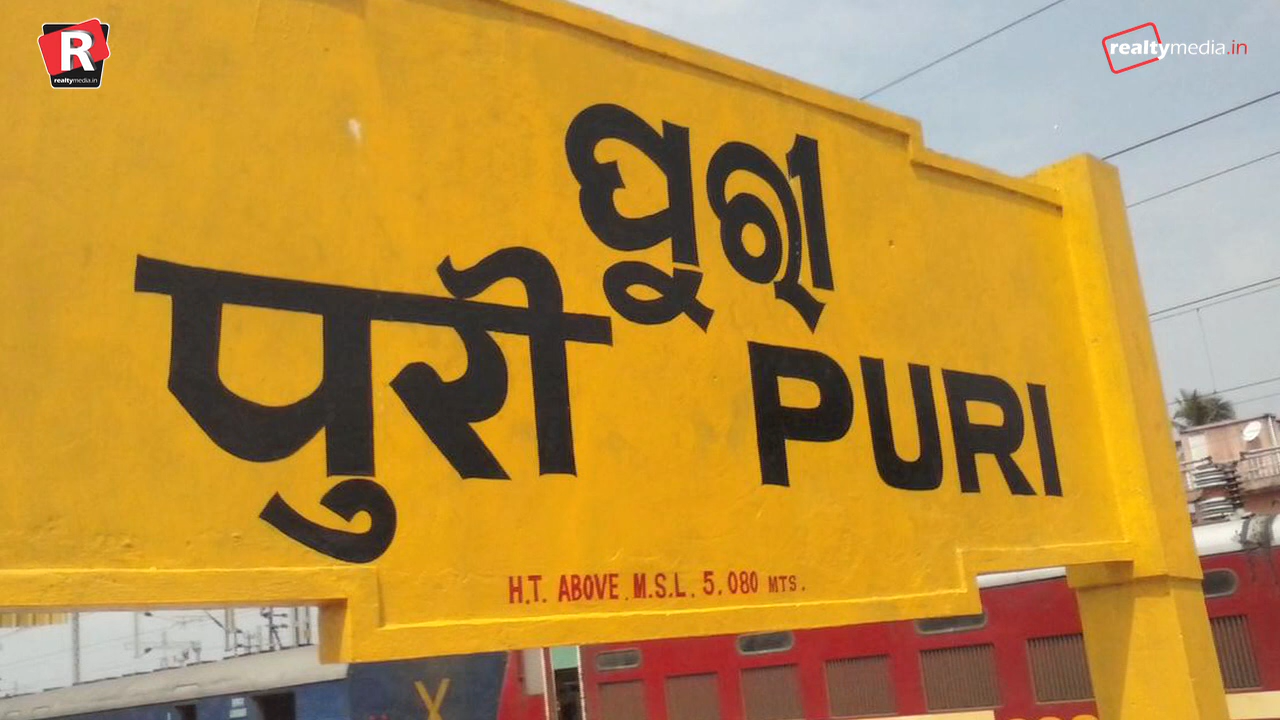 R
realtymedia.in
realtymedia.in
ପୁରୀ
पुरी
PURI
H.T. ABOVE M.S.L. 5.080 MTS.
Y